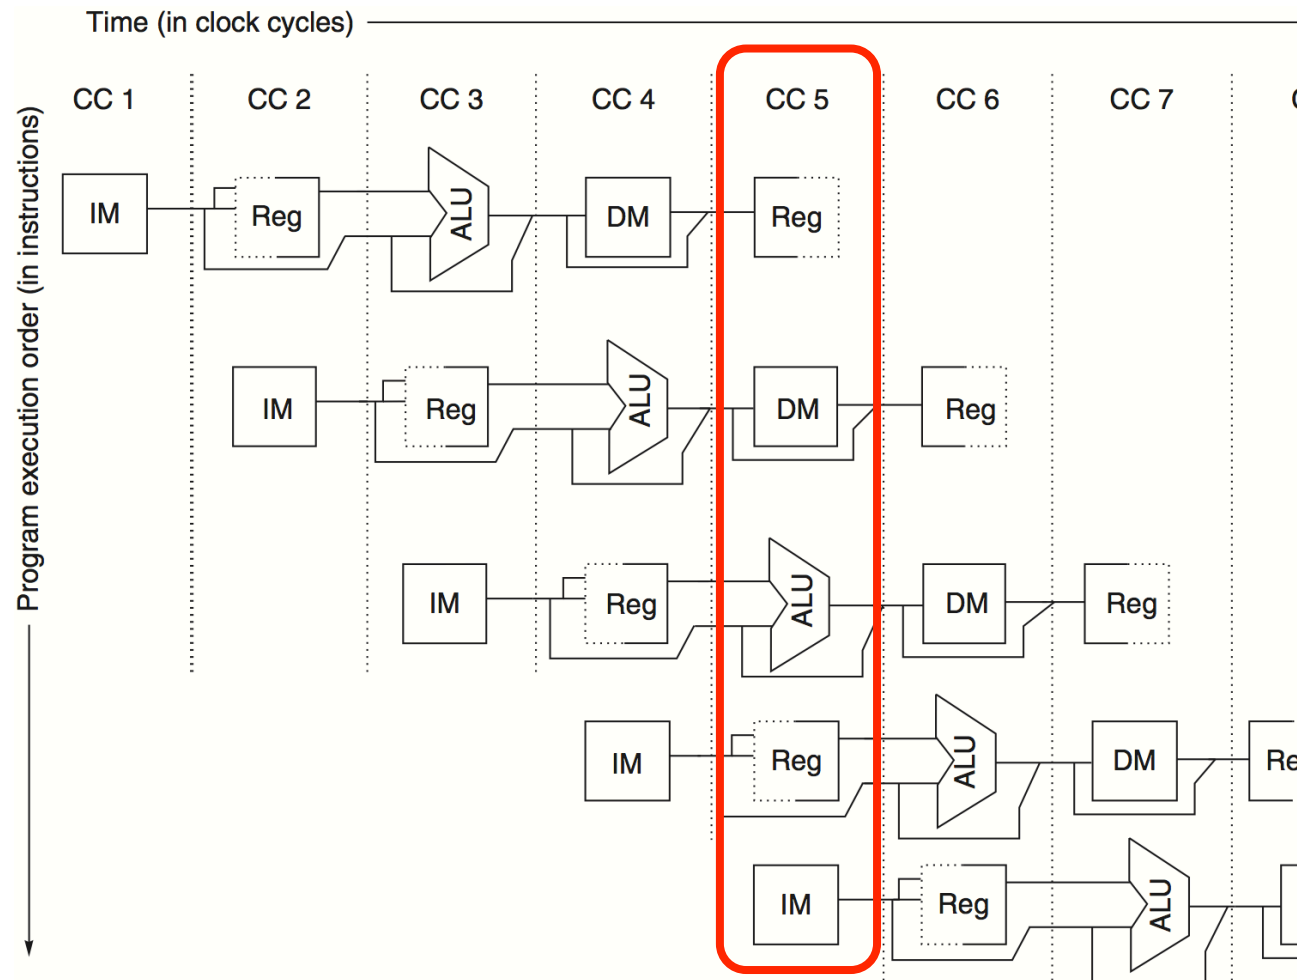 Time (in clock cycles)
CC 1 CC 2 CC 3 CC 4 CC 5 CC 6 CC 7
Program execution order (in instructions)
IM Reg ALU DM Reg
IM Reg ALU DM Reg
IM Reg ALU DM Reg
IM Reg ALU DM Re
IM Reg ALU